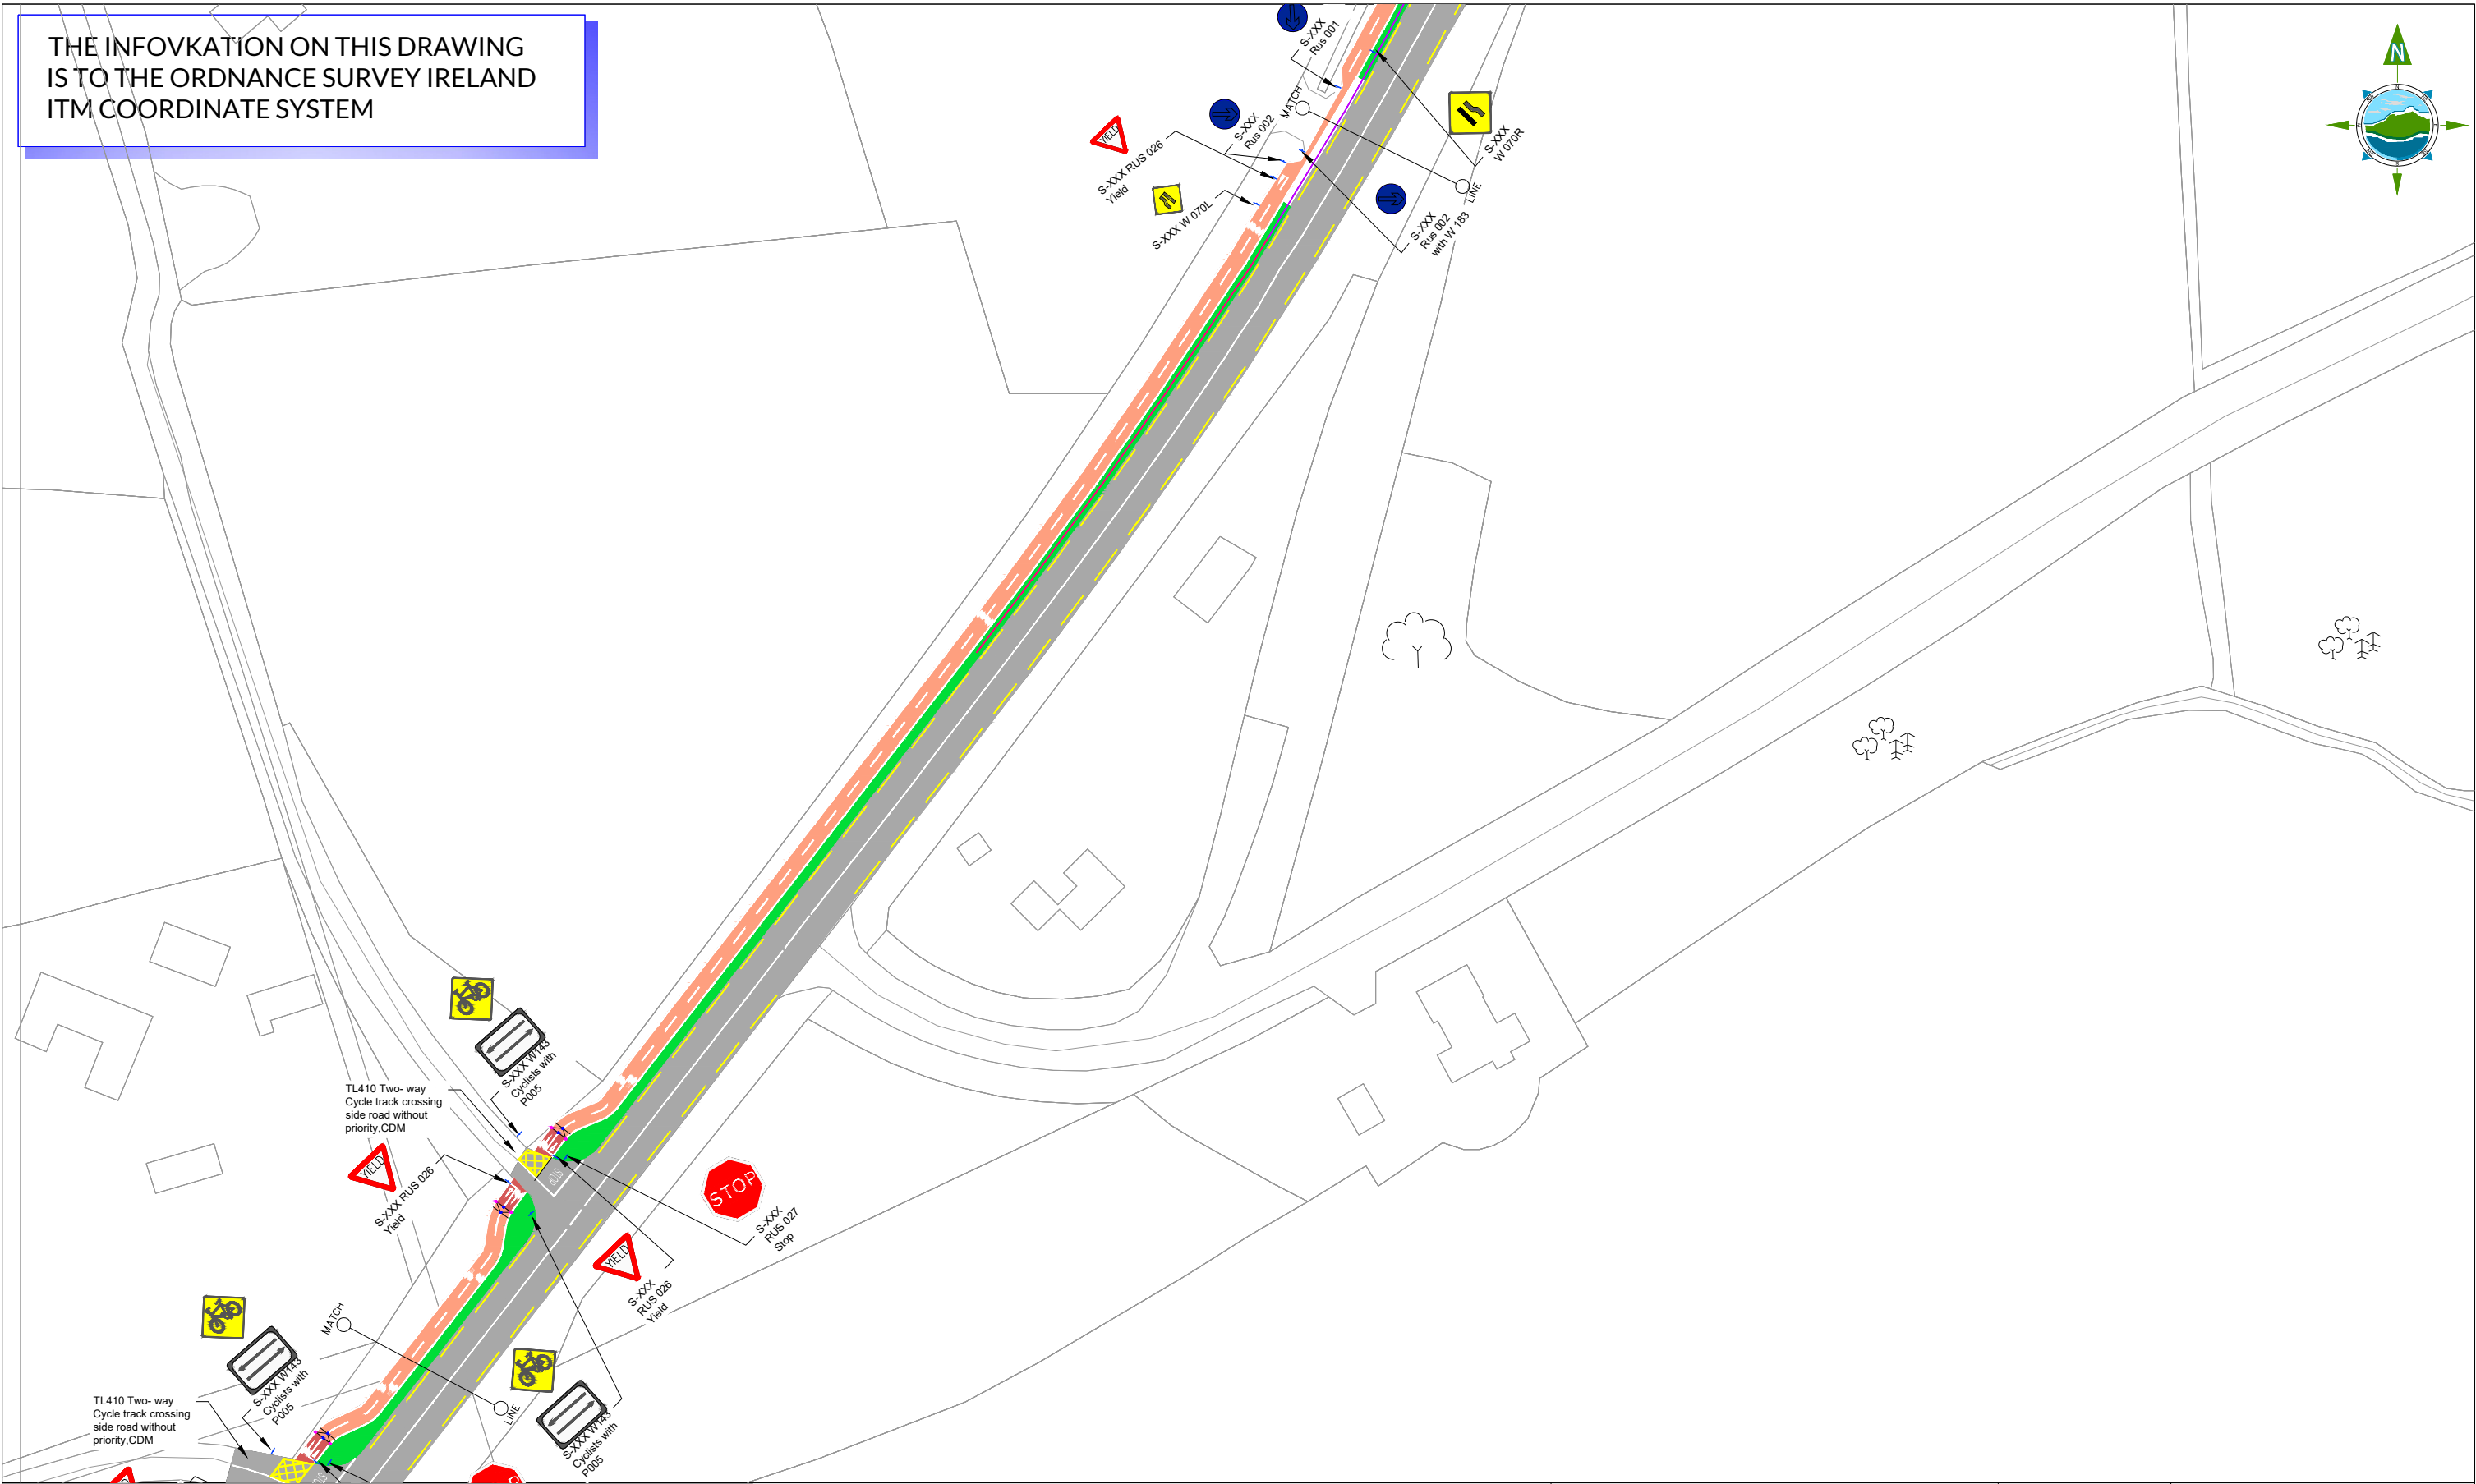 THE INFOVKATION ON THIS DRAWING
IS TO THE ORDNANCE SURVEY IRELAND
ITM COORDINATE SYSTEM
N
S-XXX
Rus 001
MATCH
S-XXX
Rus 002
YIELD
S-XXX RUS 026
Yield
S-XXX W 070L
S-XXX
W 070R
LINE
S-XXX
Rus 002
with W 183
S-XXX W143
Cyclists with
P005
TL410 Two- way
Cycle track crossing
side road without
priority,CDM
YIELD
S-XXX RUS 026
Yield
STOP
STOP
S-XXX
RUS 027
Stop
YIELD
S-XXX
RUS 026
Yield
MATCH
LINE
S-XXX W143
Cyclists with
P005
S-XXX W143
Cyclists with
P005
TL410 Two- way
Cycle track crossing
side road without
priority,CDM